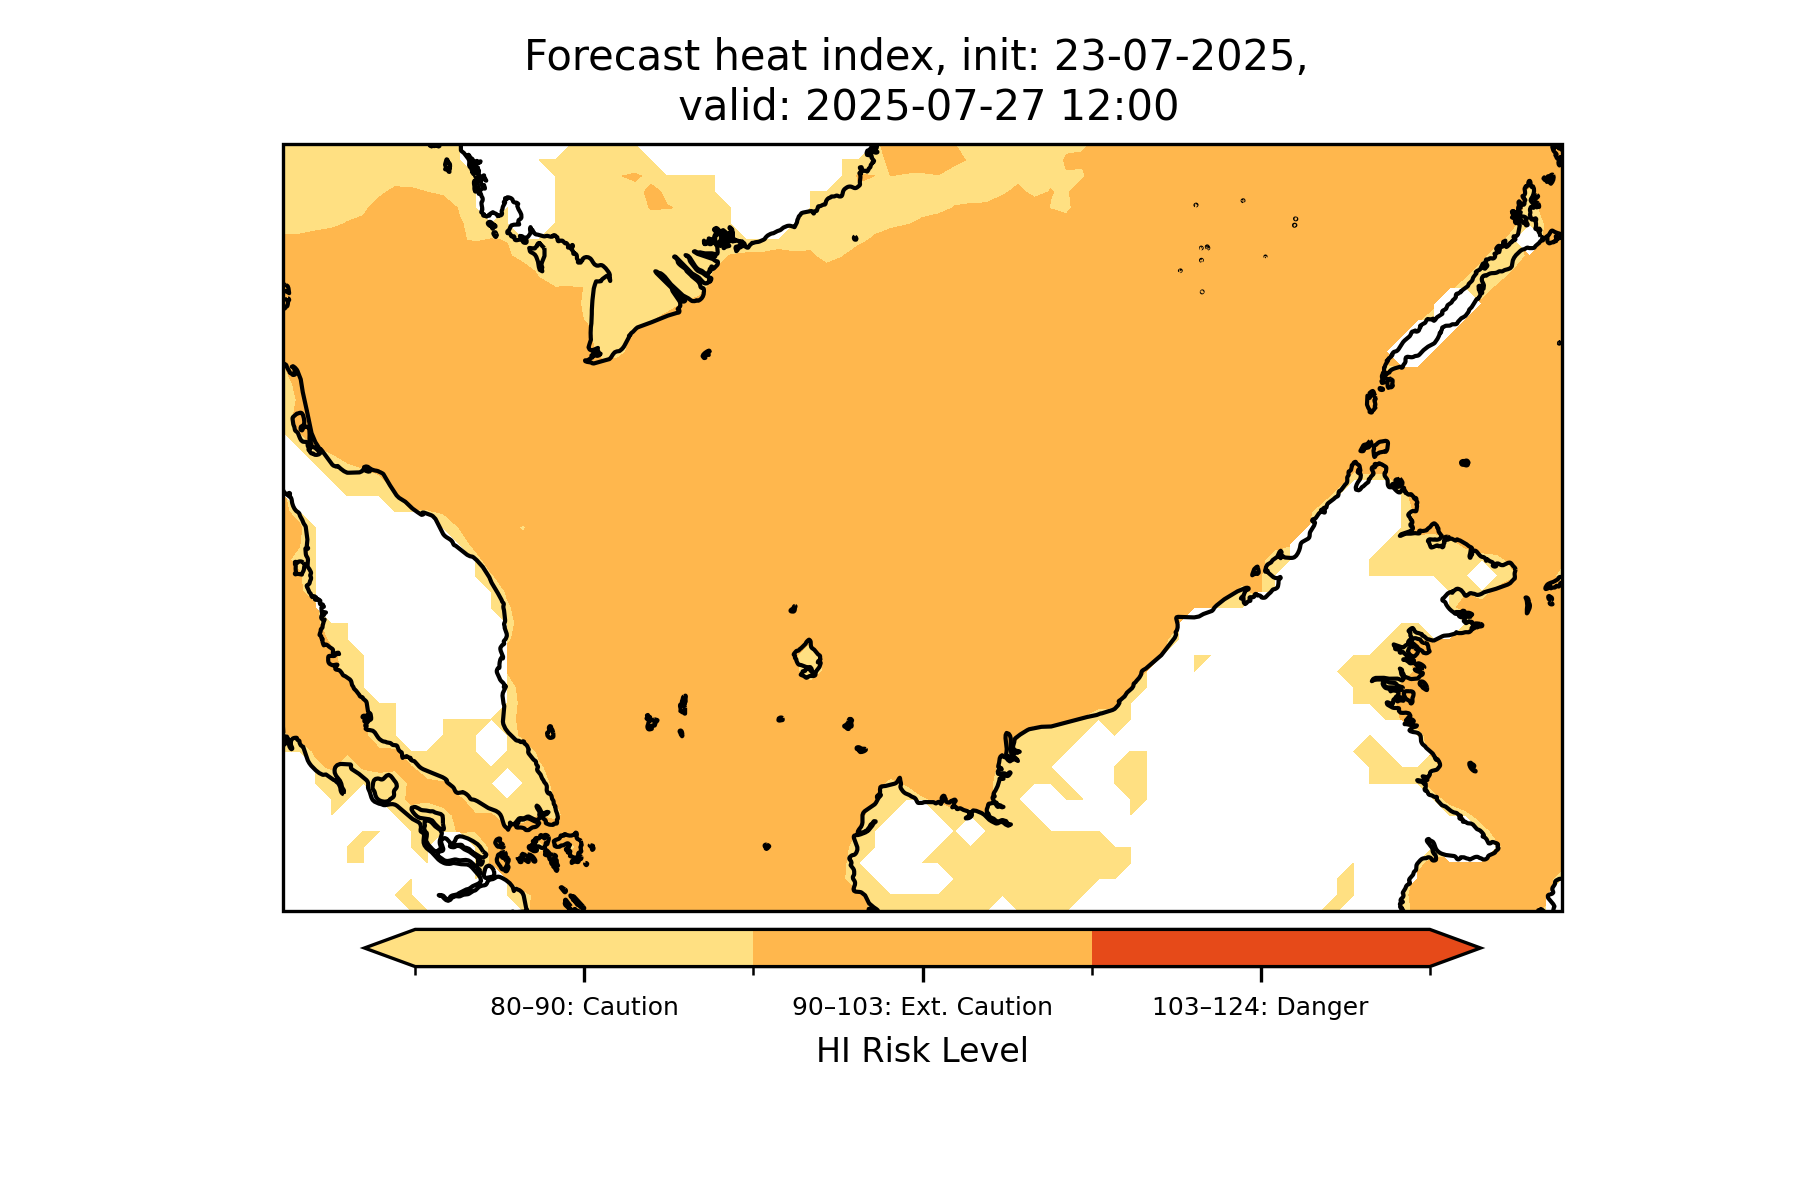 Forecast heat index, init: 23-07-2025,
valid: 2025-07-27 12:00
80–90: Caution
90–103: Ext. Caution
103–124: Danger
HI Risk Level